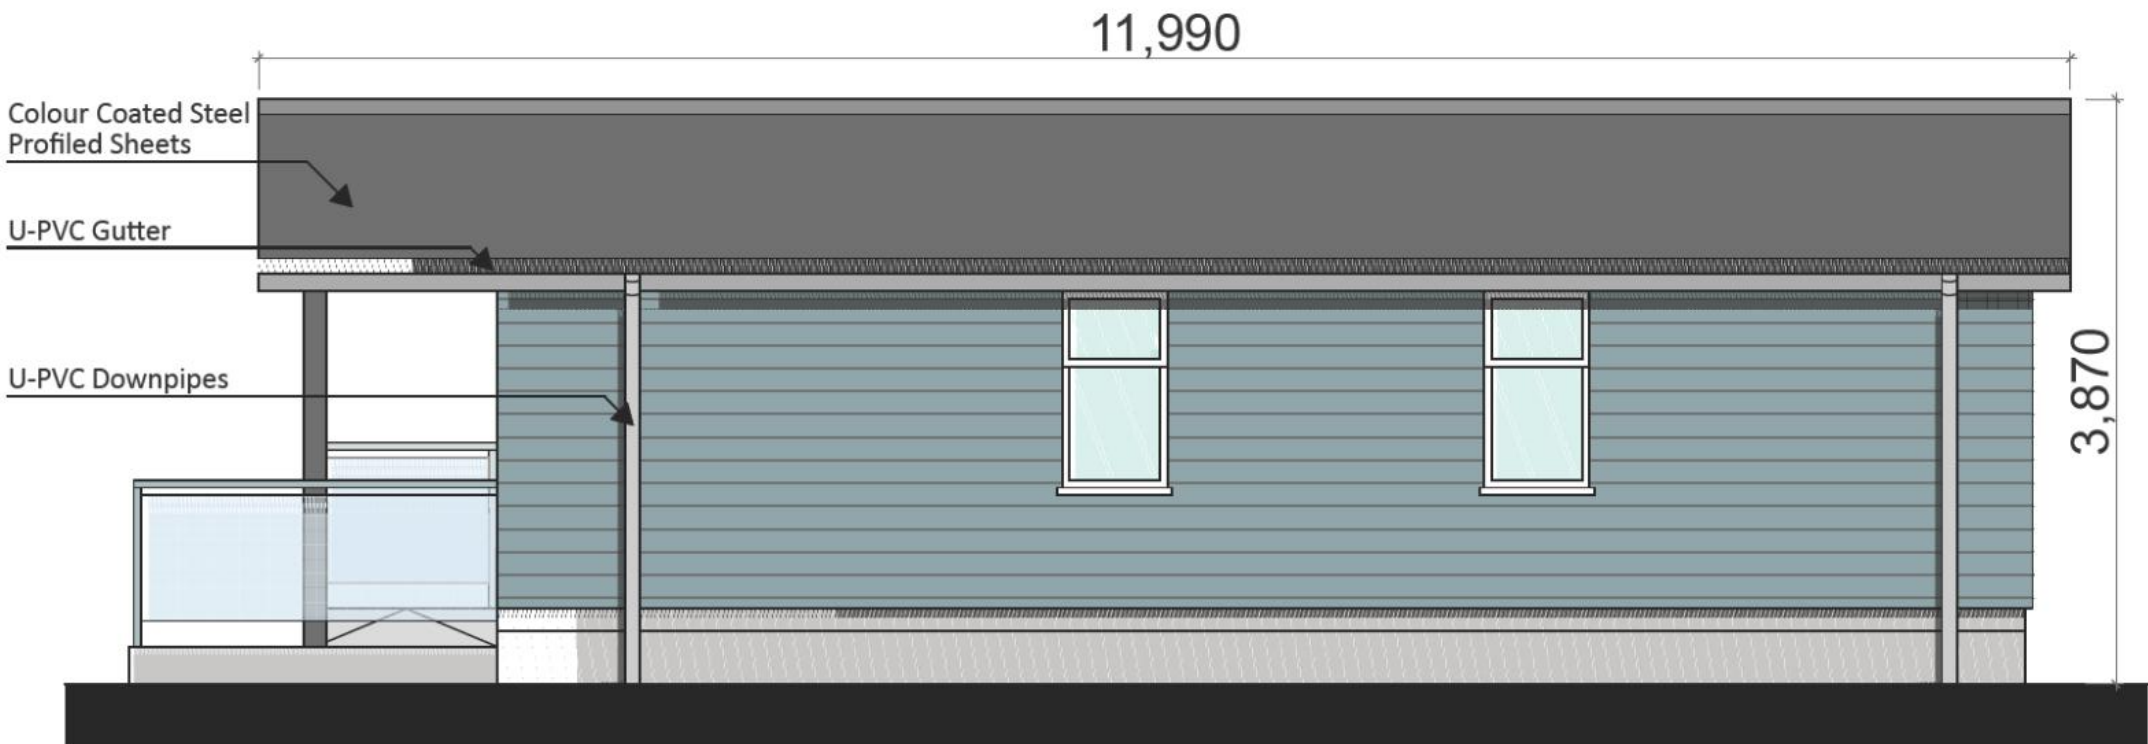 11,990
Colour Coated Steel
Profiled Sheets
U-PVC Gutter
U-PVC Downpipes
3,870